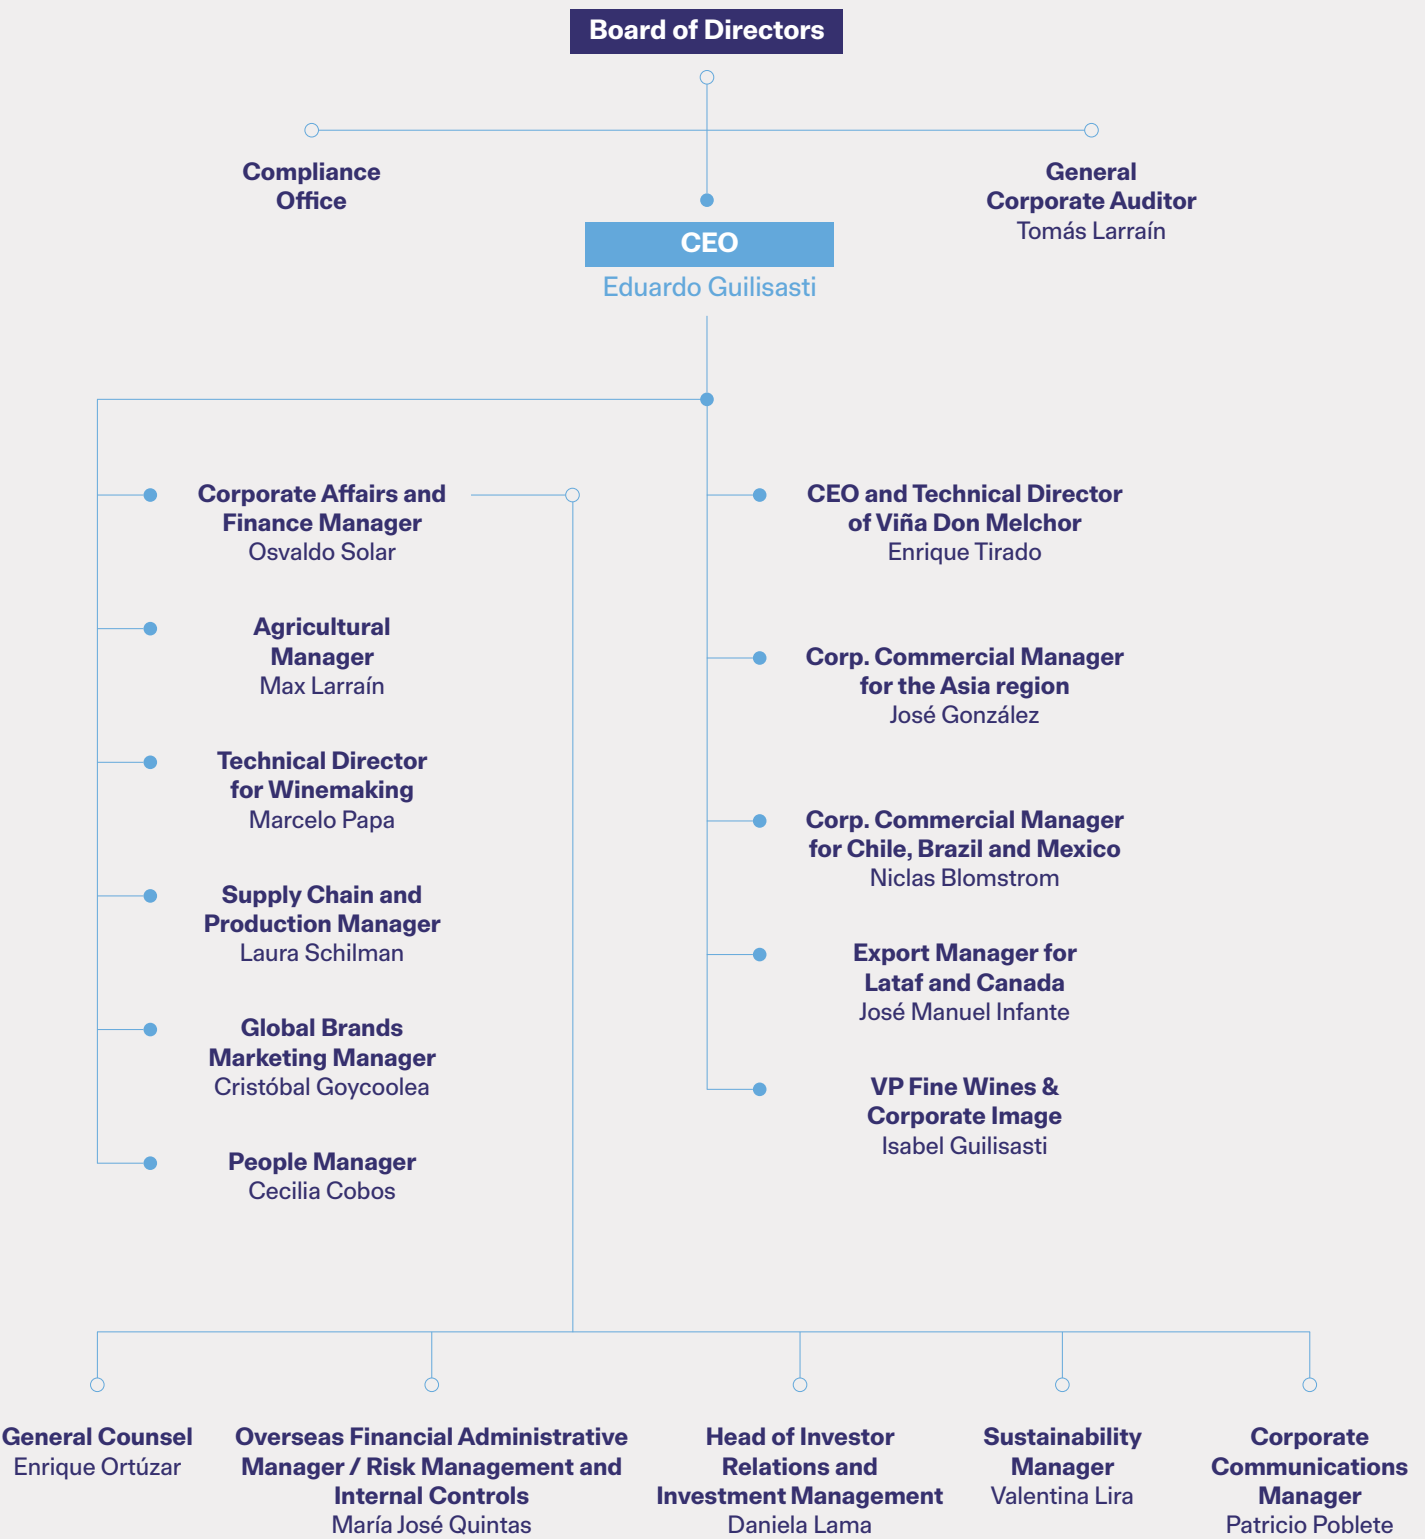 Board of Directors
Compliance
Office
General
Corporate Auditor
Tomás Larraín
CEO
Eduardo Guilisasti
Corporate Affairs and
Finance Manager
Osvaldo Solar
Agricultural
Manager
Max Larraín
Technical Director
for Winemaking
Marcelo Papa
Supply Chain and
Production Manager
Laura Schilman
Global Brands
Marketing Manager
Cristóbal Goycoolea
People Manager
Cecilia Cobos
CEO and Technical Director
of Viña Don Melchor
Enrique Tirado
Corp. Commercial Manager
for the Asia region
José González
Corp. Commercial Manager
for Chile, Brazil and Mexico
Niclas Blomstrom
Export Manager for
Lataf and Canada
José Manuel Infante
VP Fine Wines &
Corporate Image
Isabel Guilisasti
General Counsel
Enrique Ortúzar
Overseas Financial Administrative
Manager / Risk Management and
Internal Controls
María José Quintas
Head of Investor
Relations and
Investment Management
Daniela Lama
Sustainability
Manager
Valentina Lira
Corporate
Communications
Manager
Patricio Poblete